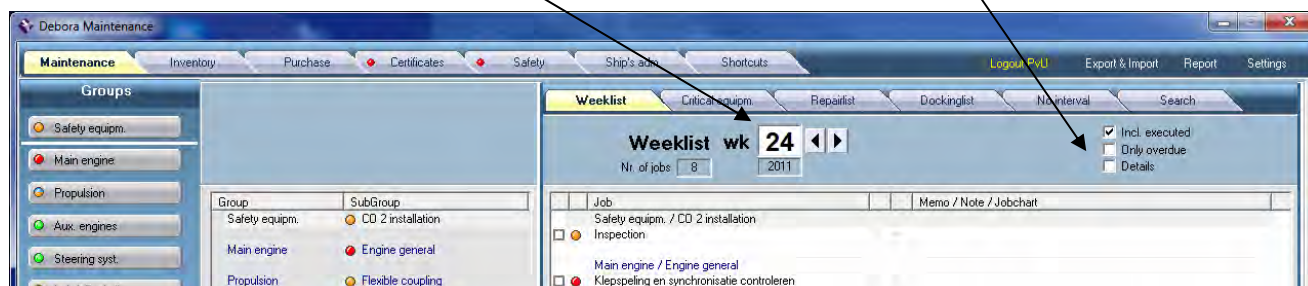 Debora Maintenance
Maintenance Inventory Purchase Certificates Safety Ship's adm. Shortcuts Logout PvU Export & Import Report Settings
Groups
Safety equipm.
Main engine
Propulsion
Aux. engines
Steering syst.
Group SubGroup
Safety equipm. CO 2 installation
Main engine Engine general
Propulsion Flexible coupling
Weeklist Critical equipm. Repairlist Dockinglist No interval Search
Weeklist wk 24
Nr. of jobs 8 2011
Incl. executed
Only overdue
Details
Job Memo / Note / Jobchart
Safety equipm. / CO 2 installation
Inspection
Main engine / Engine general
Klepspeling en synchronisatie controleren